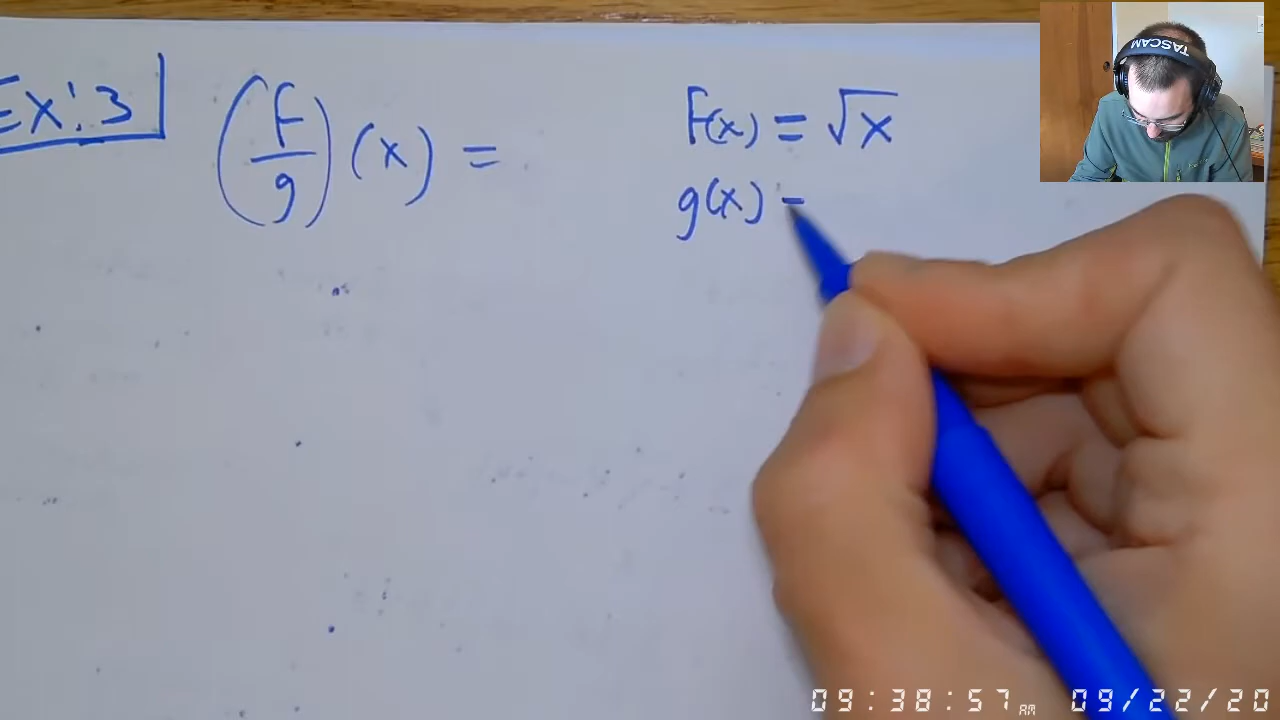 Ex: 3
(F/g)(x) =
F(x) = √x
g(x) =
TASCAM
09:38:57 AM 09/22/20